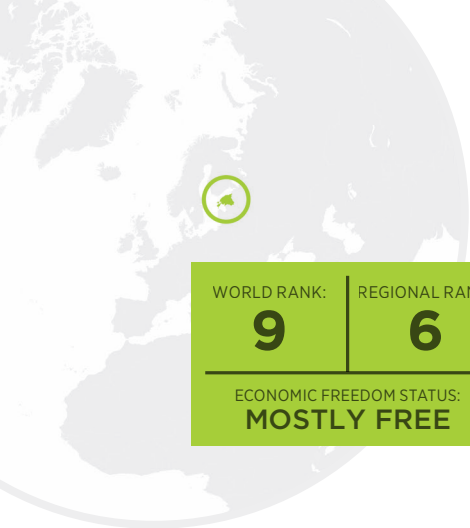 WORLD RANK:
9
REGIONAL RAN
6
ECONOMIC FREEDOM STATUS:
MOSTLY FREE